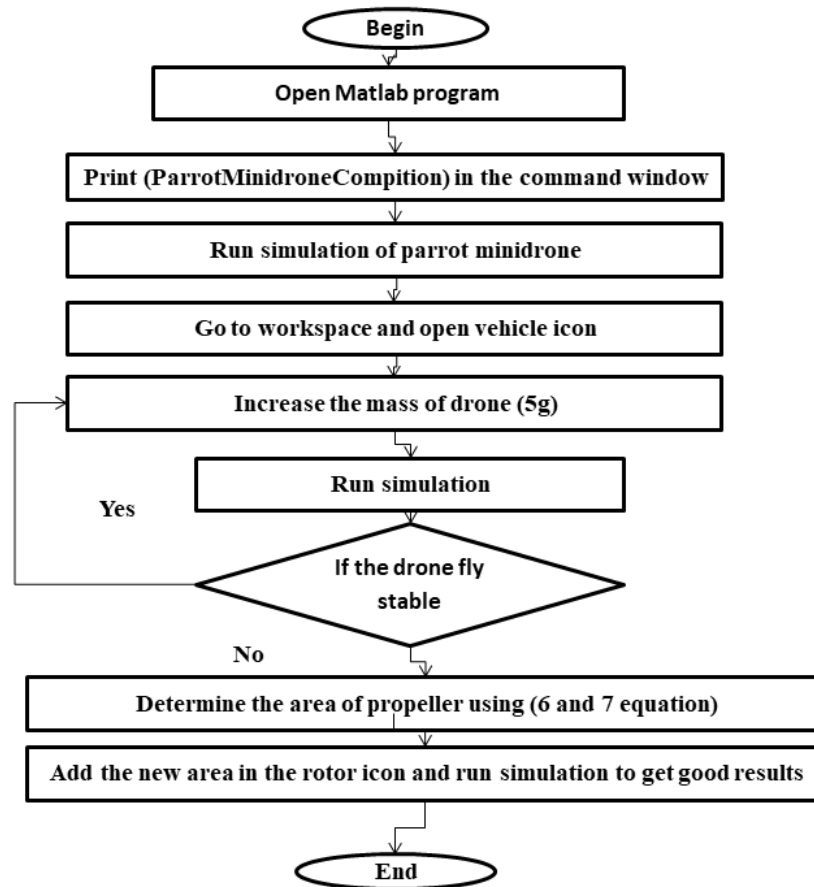 Begin
Open Matlab program
Print (ParrotMinidroneCompition) in the command window
Run simulation of parrot minidrone
Go to workspace and open vehicle icon
Increase the mass of drone (5g)
Run simulation
Yes
If the drone fly
stable
No
Determine the area of propeller using (6 and 7 equation)
Add the new area in the rotor icon and run simulation to get good results
End